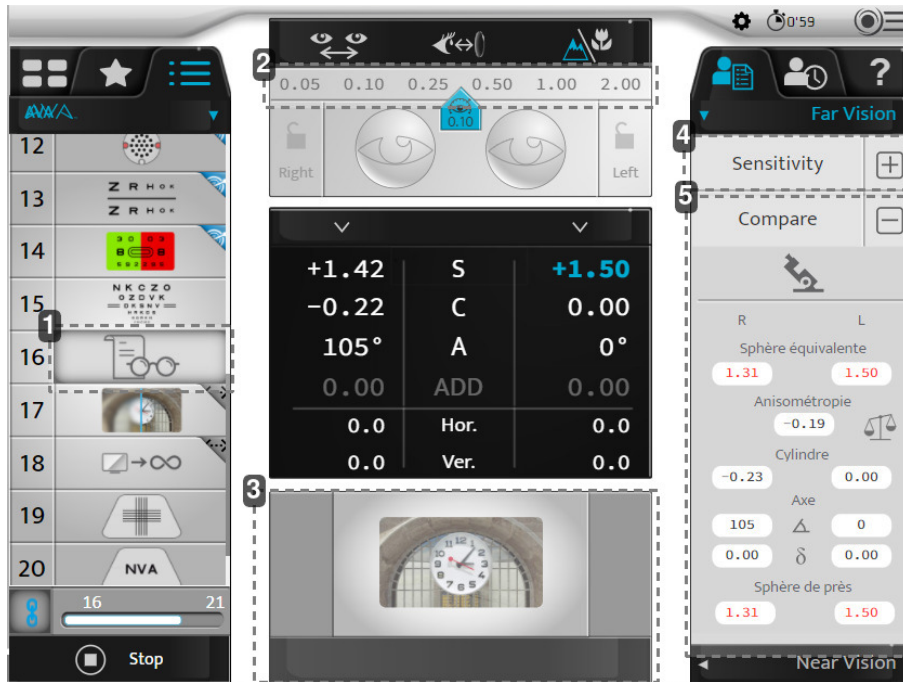 0'59
12
13
Z R H O K
Z R H O K
14
3 0 0 3
15
N K C Z O
O Z D V K
D K S N V
1
16
17
18
∞
19
20
NVA
16 21
Stop
2
0.05 0.10 0.25 0.50 1.00 2.00
0.10
Right Left
+1.42 S +1.50
−0.22 C 0.00
105° A 0°
0.00 ADD 0.00
0.0 Hor. 0.0
0.0 Ver. 0.0
3
?
Far Vision
4
Sensitivity
5
Compare
R L
Sphère équivalente
1.31 1.50
Anisométropie
−0.19
Cylindre
−0.23 0.00
Axe
105 0
0.00 δ 0.00
Sphère de près
1.31 1.50
Near Vision